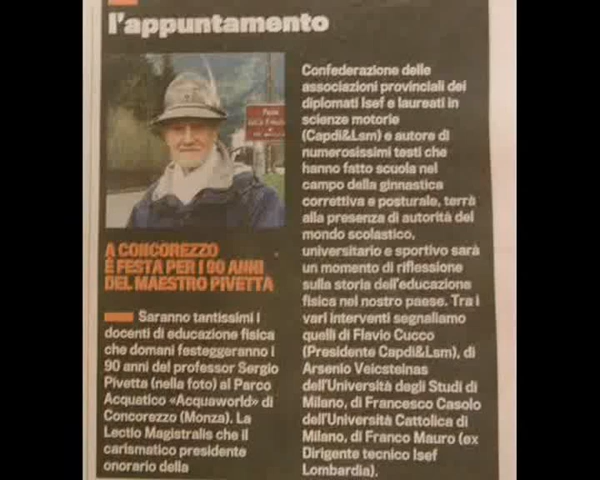 l'appuntamento
A CONCOREZZO
È FESTA PER I 90 ANNI
DEL MAESTRO PIVETTA
Saranno tantissimi i
docenti di educazione fisica
che domani festeggeranno i
90 anni del professor Sergio
Pivetta (nella foto) al Parco
Acquatico «Acquaworld» di
Concorezzo (Monza). La
Lectio Magistralis che il
carismatico presidente
onorario della
Confederazione delle
associazioni provinciali dei
diplomati Isef e laureati in
scienze motorie
(Capdi&Lsm) e autore di
numerosissimi testi che
hanno fatto scuola nel
campo della ginnastica
correttiva e posturale, terrà
alla presenza di autorità del
mondo scolastico,
universitario e sportivo sarà
un momento di riflessione
sulla storia dell'educazione
fisica nel nostro paese. Tra i
vari interventi segnaliamo
quelli di Flavio Cucco
(Presidente Capdi&Lsm), di
Arsenio Veicsteinas
dell'Università degli Studi di
Milano, di Francesco Casolo
dell'Università Cattolica di
Milano, di Franco Mauro (ex
Dirigente tecnico Isef
Lombardia).